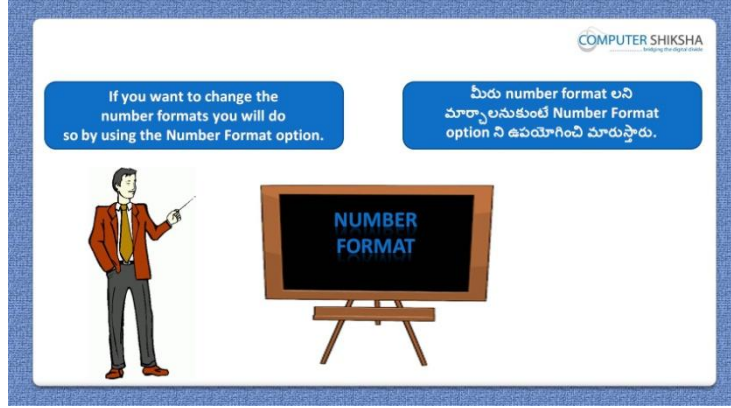 COMPUTER SHIKSHA
bridging the digital divide
If you want to change the
number formats you will do
so by using the Number Format option.
మీరు number format లని
మార్చాలనుకుంటే Number Format
option ని ఉపయోగించి మారుస్తారు.
NUMBER
FORMAT